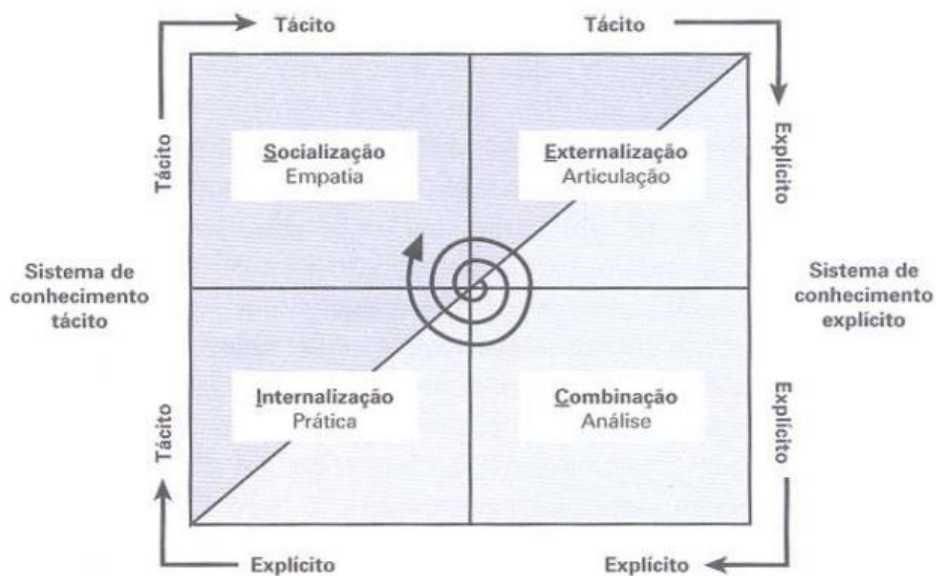 Tácito
Tácito
Tácito
Explícito
Socialização
Empatia
Externalização
Articulação
Sistema de
conhecimento
tácito
Sistema de
conhecimento
explícito
Internalização
Prática
Combinação
Análise
Tácito
Explícito
Explícito
Explícito